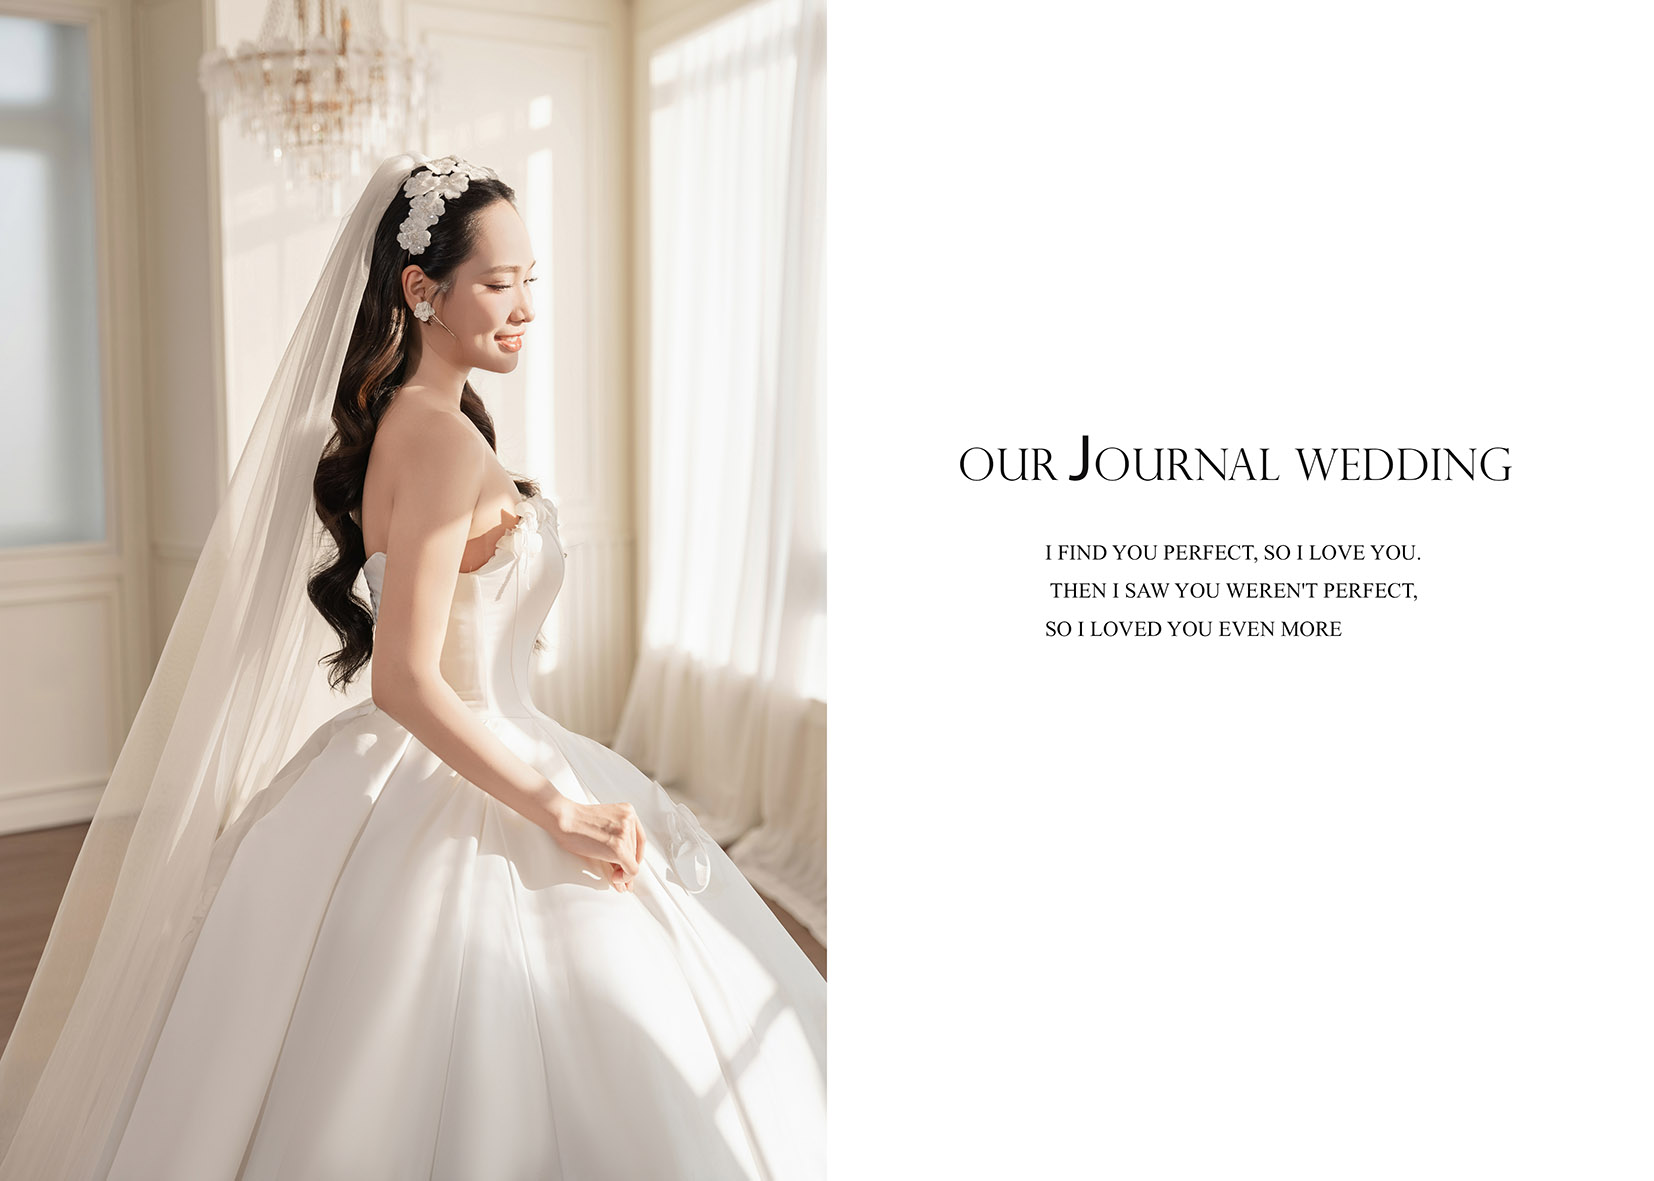 OUR JOURNAL WEDDING
I FIND YOU PERFECT, SO I LOVE YOU.
THEN I SAW YOU WEREN'T PERFECT,
SO I LOVED YOU EVEN MORE